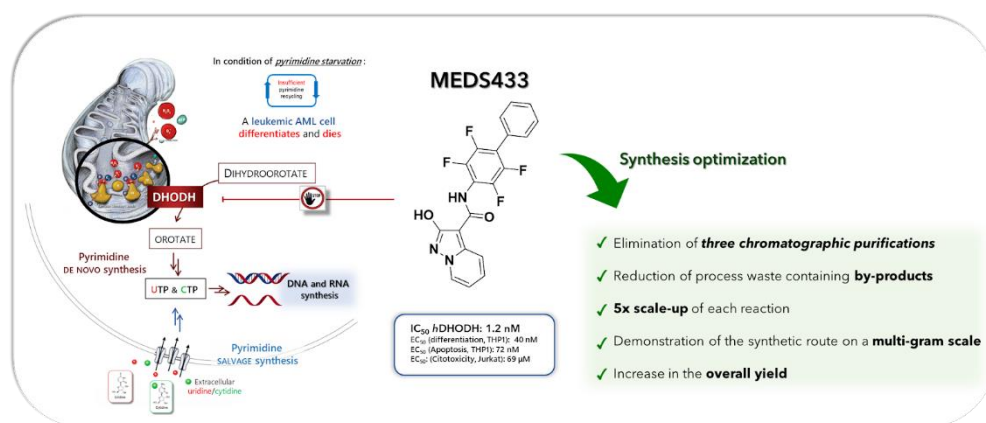 In condition of pyrimidine starvation :
Insufficient
pyrimidine
recycling
A leukemic AML cell
differentiates and dies
DIHYDROOROTATE
DHODH
STOP
OROTATE
Pyrimidine
DE NOVO synthesis
UTP & CTP
DNA and RNA
synthesis
Pyrimidine
SALVAGE synthesis
Extracellular
uridine/cytidine
MEDS433
F
F
F
F
HN
O
HO
N
N
IC50 hDHODH: 1.2 nM
EC50 (differentiation, THP1): 40 nM
EC50 (Apoptosis, THP1): 72 nM
EC50: (Citotoxicity, Jurkat): 69 µM
Synthesis optimization
✓ Elimination of three chromatographic purifications
✓ Reduction of process waste containing by-products
✓ 5x scale-up of each reaction
✓ Demonstration of the synthetic route on a multi-gram scale
✓ Increase in the overall yield